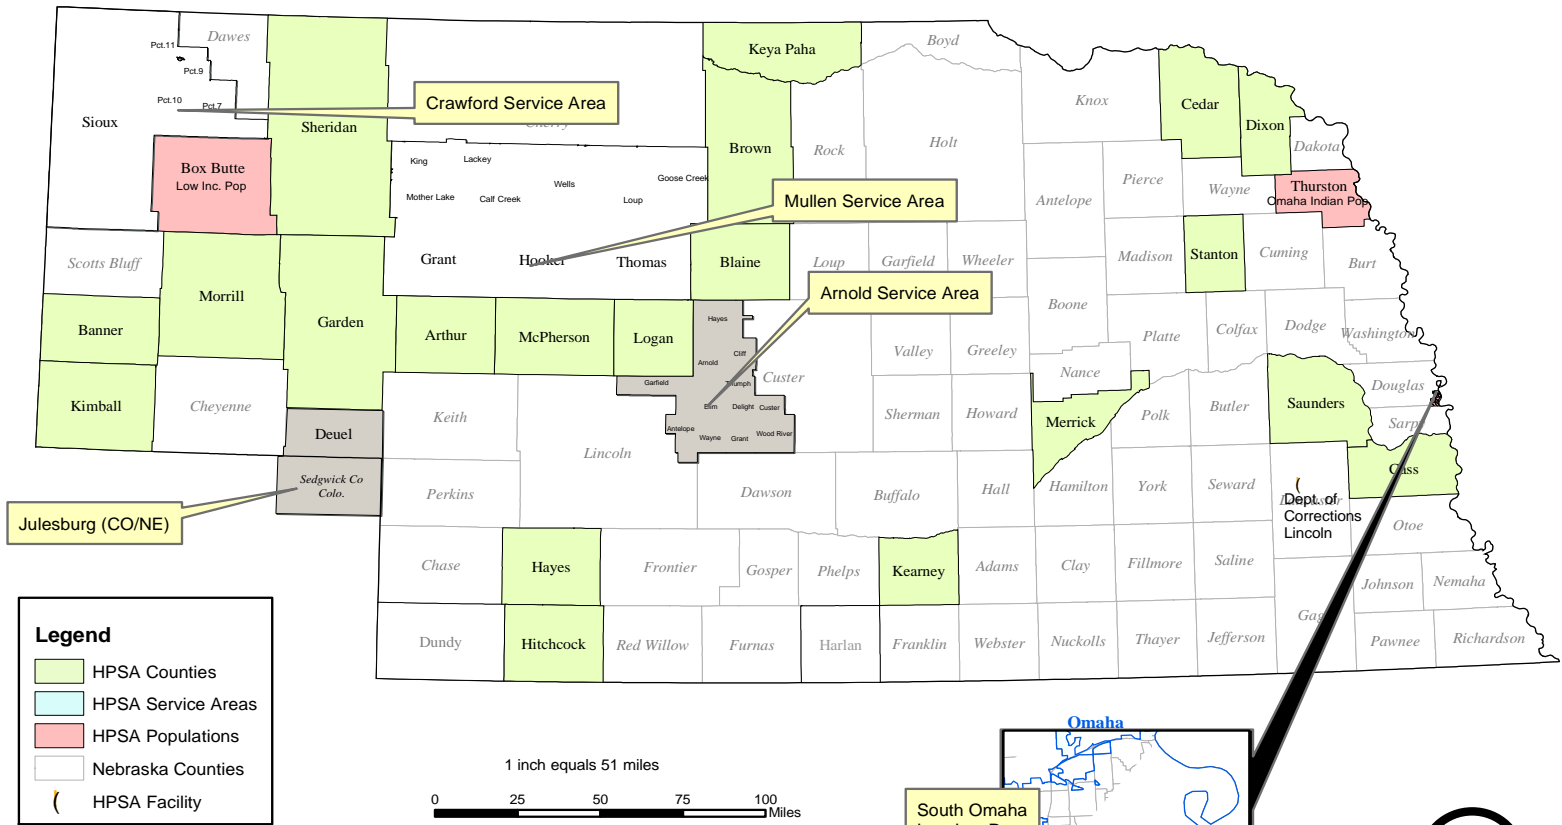 Dawes
Pct.11
Pct.9
Pct.10
Pct.7
Sioux
Crawford Service Area
Sheridan
Box Butte
Low Inc. Pop
Keya Paha
Boyd
Brown
Rock
Holt
Knox
Cedar
Dixon
Dakota
King
Lackey
Wells
Goose Creek
Mother Lake
Calf Creek
Loup
Mullen Service Area
Antelope
Pierce
Wayne
Thurston
Omaha Indian Pop
Scotts Bluff
Morrill
Grant
Hooker
Thomas
Blaine
Loup
Garfield
Wheeler
Madison
Stanton
Cuming
Burt
Arnold Service Area
Banner
Garden
Arthur
McPherson
Logan
Hayes
Arnold
Cliff
Garfield
Triumph
Elim
Delight
Custer
Antelope
Wayne
Grant
Wood River
Custer
Valley
Greeley
Boone
Platte
Colfax
Dodge
Washington
Nance
Kimball
Cheyenne
Deuel
Keith
Lincoln
Sherman
Howard
Merrick
Polk
Butler
Saunders
Douglas
Sarpy
Cass
Sedgwick Co
Colo.
Julesburg (CO/NE)
Perkins
Dawson
Buffalo
Hall
Hamilton
York
Seward
Lancaster
Dept. of
Corrections
Lincoln
Otoe
Chase
Hayes
Frontier
Gosper
Phelps
Kearney
Adams
Clay
Fillmore
Saline
Johnson
Nemaha
Dundy
Hitchcock
Red Willow
Furnas
Harlan
Franklin
Webster
Nuckolls
Thayer
Jefferson
Pawnee
Richardson
Legend
HPSA Counties
HPSA Service Areas
HPSA Populations
Nebraska Counties
HPSA Facility
1 inch equals 51 miles
0 25 50 75 100
Miles
Omaha
South Omaha